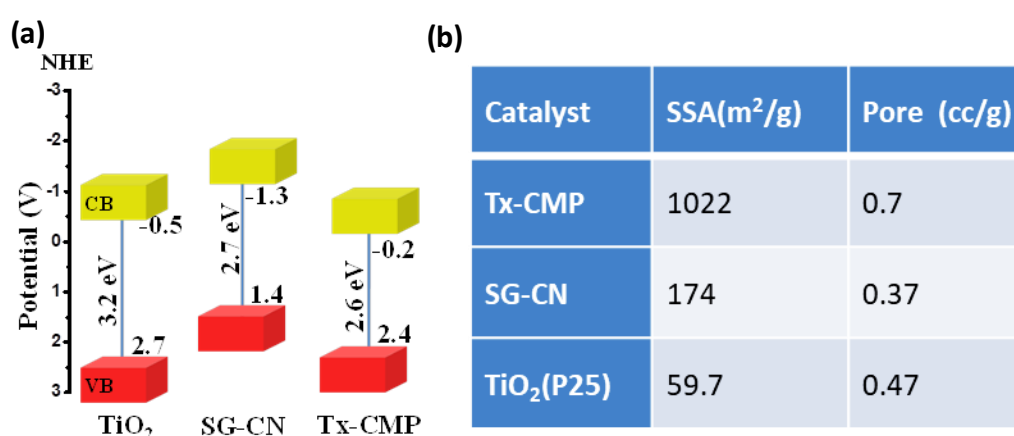 (a)
NHE
-3
-2
-1
0
1
2
3
Potential (V)
CB
-0.5
3.2 eV
2.7
VB
TiO2
-1.3
2.7 eV
1.4
SG-CN
-0.2
2.6 eV
2.4
Tx-CMP
(b)
Catalyst SSA(m²/g) Pore (cc/g)
Tx-CMP 1022 0.7
SG-CN 174 0.37
TiO₂(P25) 59.7 0.47